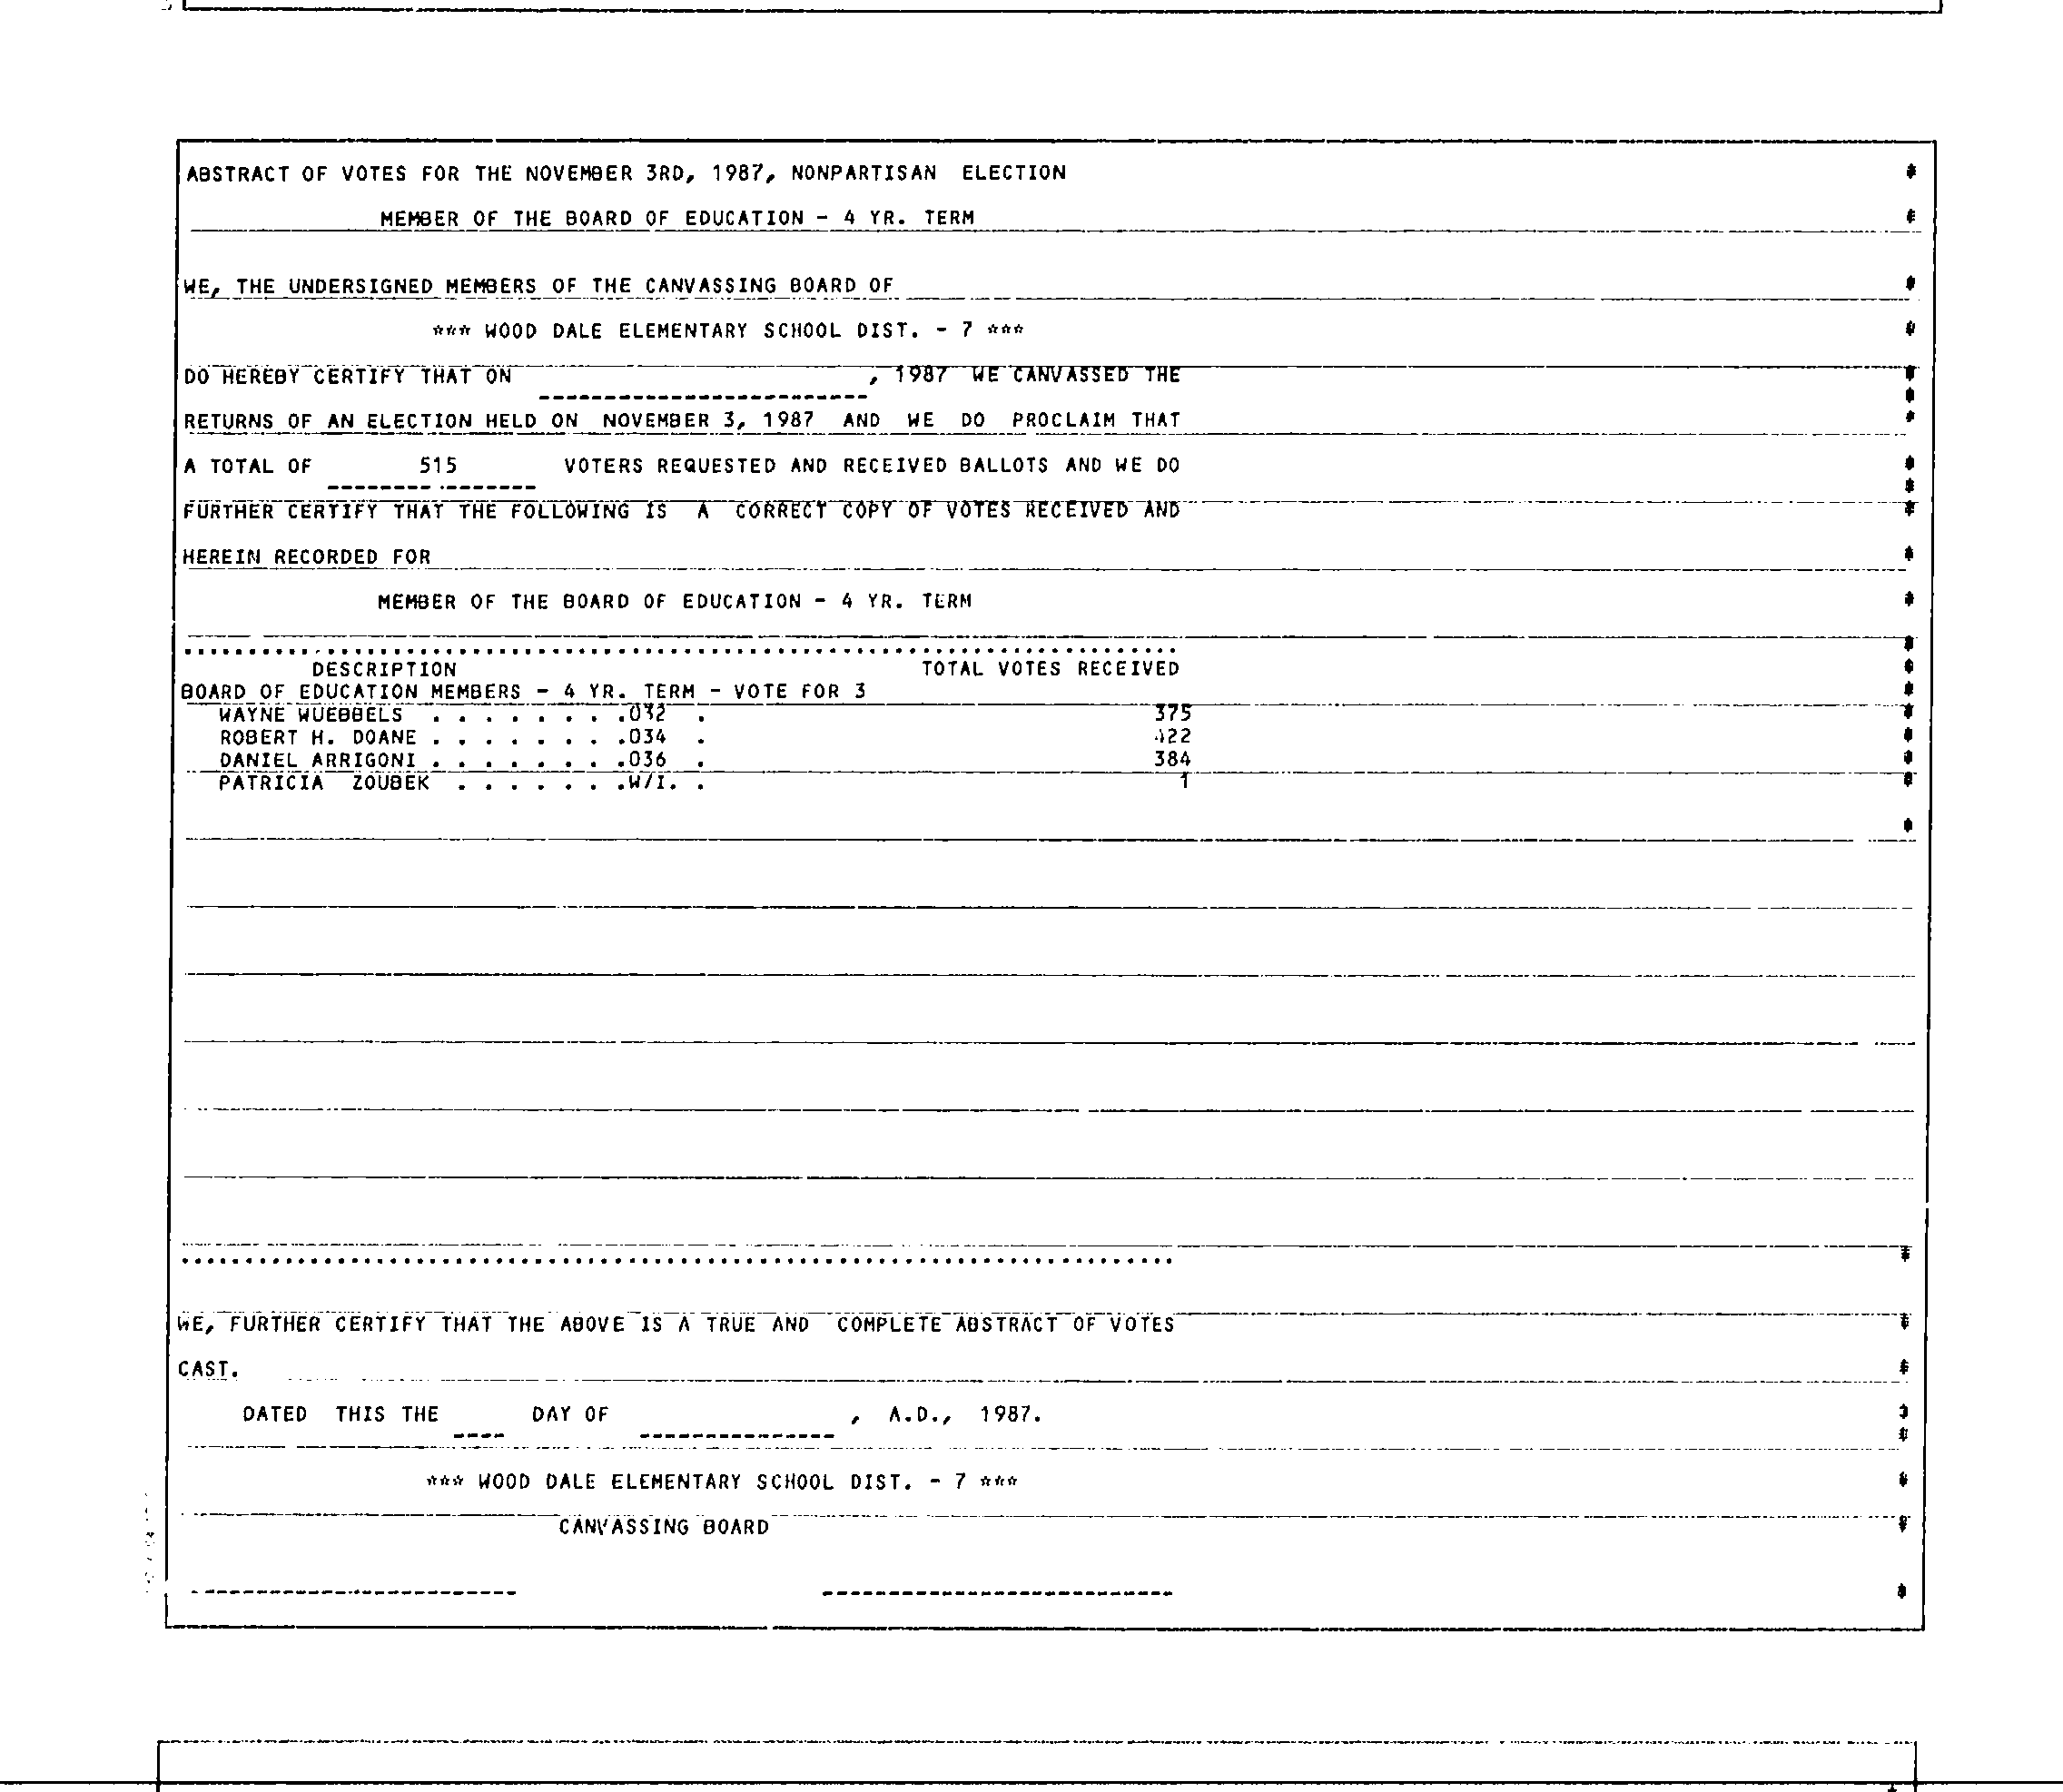 ABSTRACT OF VOTES FOR THE NOVEMBER 3RD, 1987, NONPARTISAN ELECTION
MEMBER OF THE BOARD OF EDUCATION - 4 YR. TERM
WE, THE UNDERSIGNED MEMBERS OF THE CANVASSING BOARD OF
*** WOOD DALE ELEMENTARY SCHOOL DIST. - 7 ***
DO HEREBY CERTIFY THAT ON , 1987 WE CANVASSED THE
RETURNS OF AN ELECTION HELD ON NOVEMBER 3, 1987 AND WE DO PROCLAIM THAT
A TOTAL OF 515 VOTERS REQUESTED AND RECEIVED BALLOTS AND WE DO
FURTHER CERTIFY THAT THE FOLLOWING IS A CORRECT COPY OF VOTES RECEIVED AND
HEREIN RECORDED FOR
MEMBER OF THE BOARD OF EDUCATION - 4 YR. TERM
DESCRIPTION TOTAL VOTES RECEIVED
BOARD OF EDUCATION MEMBERS - 4 YR. TERM - VOTE FOR 3
WAYNE WUEBBELS . . . . . . . .032 . 375
ROBERT H. DOANE . . . . . . . .034 . 422
DANIEL ARRIGONI . . . . . . . .036 . 384
PATRICIA ZOUBEK . . . . . . .W/I. . 1
WE, FURTHER CERTIFY THAT THE ABOVE IS A TRUE AND COMPLETE ABSTRACT OF VOTES
CAST.
DATED THIS THE ---- DAY OF --------------- , A.D., 1987.
*** WOOD DALE ELEMENTARY SCHOOL DIST. - 7 ***
CANVASSING BOARD